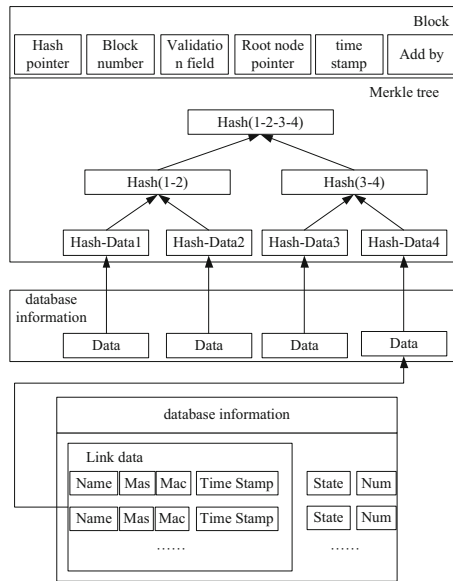 Block
Hash pointer
Block number
Validatio n field
Root node pointer
time stamp
Add by
Merkle tree
Hash(1-2-3-4)
Hash(1-2)
Hash(3-4)
Hash-Data1
Hash-Data2
Hash-Data3
Hash-Data4
database information
Data
Data
Data
Data
database information
Link data
Name Mas Mac Time Stamp State Num
Name Mas Mac Time Stamp State Num
...... ......